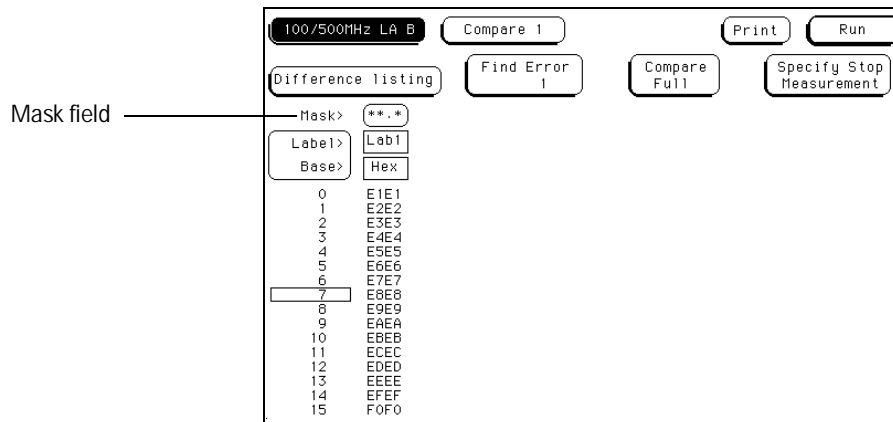 100/500MHz LA B Compare 1 Print Run
Difference listing Find Error 1 Compare Full Specify Stop Measurement
Mask field Mask> **.*
Label> Lab1
Base> Hex
0 E1E1
1 E2E2
2 E3E3
3 E4E4
4 E5E5
5 E6E6
6 E7E7
7 E8E8
8 E9E9
9 EAEA
10 EBEB
11 ECEC
12 EDED
13 EEEE
14 EFEF
15 F0F0